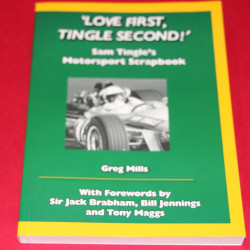 'LOVE FIRST,
TINGLE SECOND!'
Sam Tingle's
Motorsport Scrapbook
Greg Mills
With Forewords by
Sir Jack Brabham, Bill Jennings
and Tony Maggs